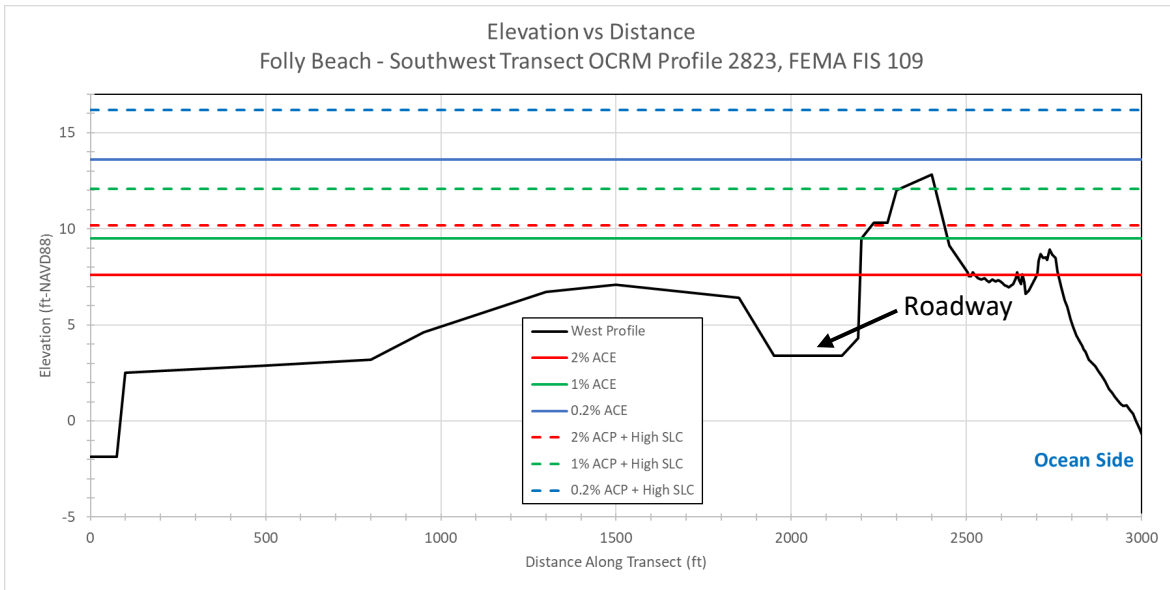 Elevation vs Distance
Folly Beach - Southwest Transect OCRM Profile 2823, FEMA FIS 109
15
10
5
0
-5
Elevation (ft-NAVD88)
Roadway
West Profile
2% ACE
1% ACE
0.2% ACE
2% ACP + High SLC
1% ACP + High SLC
0.2% ACP + High SLC
Ocean Side
0 500 1000 1500 2000 2500 3000
Distance Along Transect (ft)